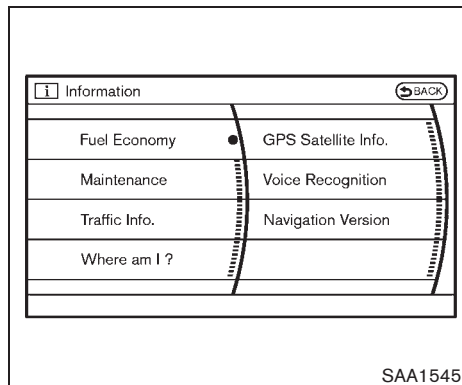 i Information
BACK
Fuel Economy
GPS Satellite Info.
Maintenance
Voice Recognition
Traffic Info.
Navigation Version
Where am I ?
SAA1545